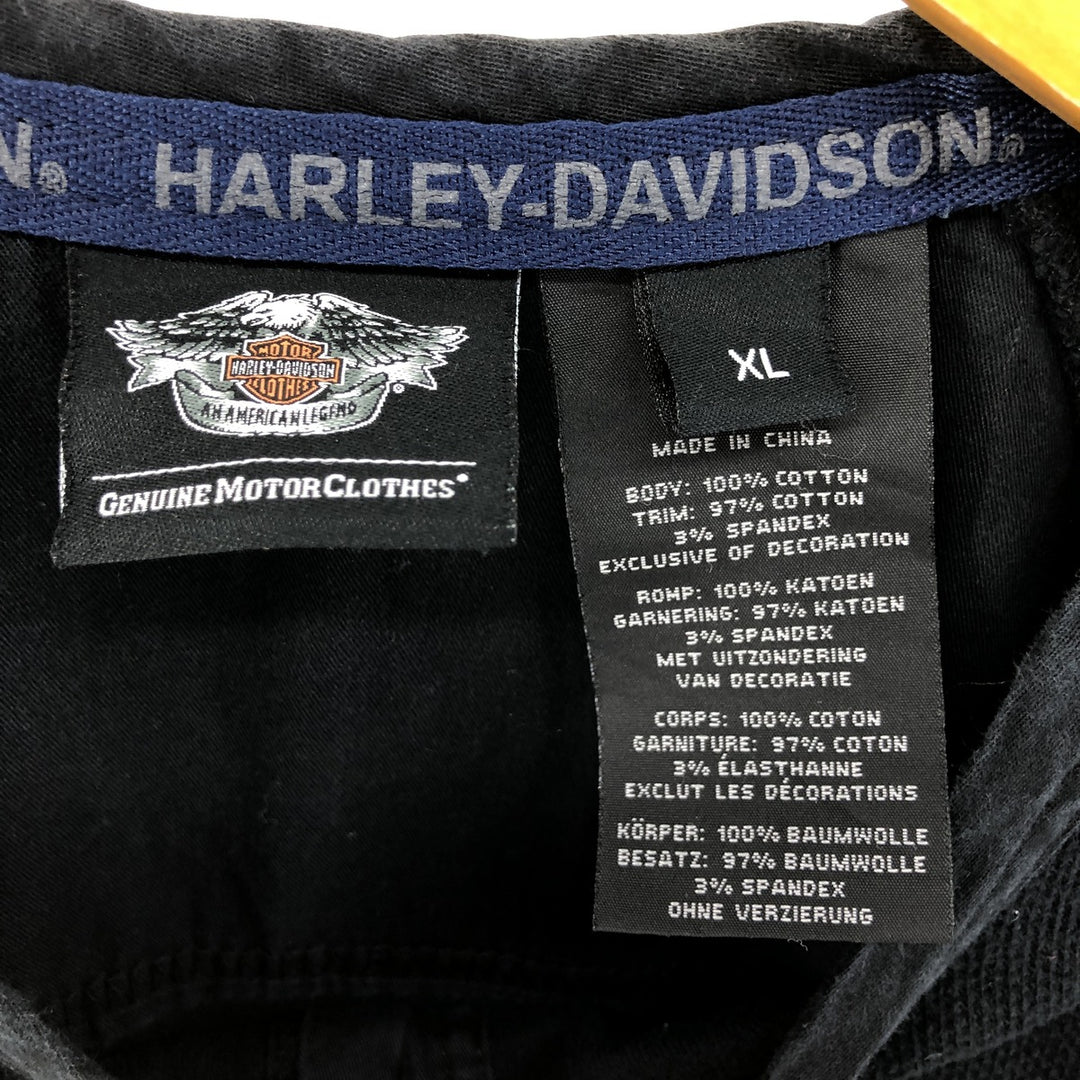 N® HARLEY-DAVIDSON®
MOTOR
HARLEY-DAVIDSON
CLOTHES
®
AN AMERICAN LEGEND
GENUINE MOTORCLOTHES®
XL
MADE IN CHINA
BODY: 100% COTTON
TRIM: 97% COTTON
3% SPANDEX
EXCLUSIVE OF DECORATION
ROMP: 100% KATOEN
GARNERING: 97% KATOEN
3% SPANDEX
MET UITZONDERING
VAN DECORATIE
CORPS: 100% COTON
GARNITURE: 97% COTON
3% ÉLASTHANNE
EXCLUT LES DÉCORATIONS
KÖRPER: 100% BAUMWOLLE
BESATZ: 97% BAUMWOLLE
3% SPANDEX
OHNE VERZIERUNG